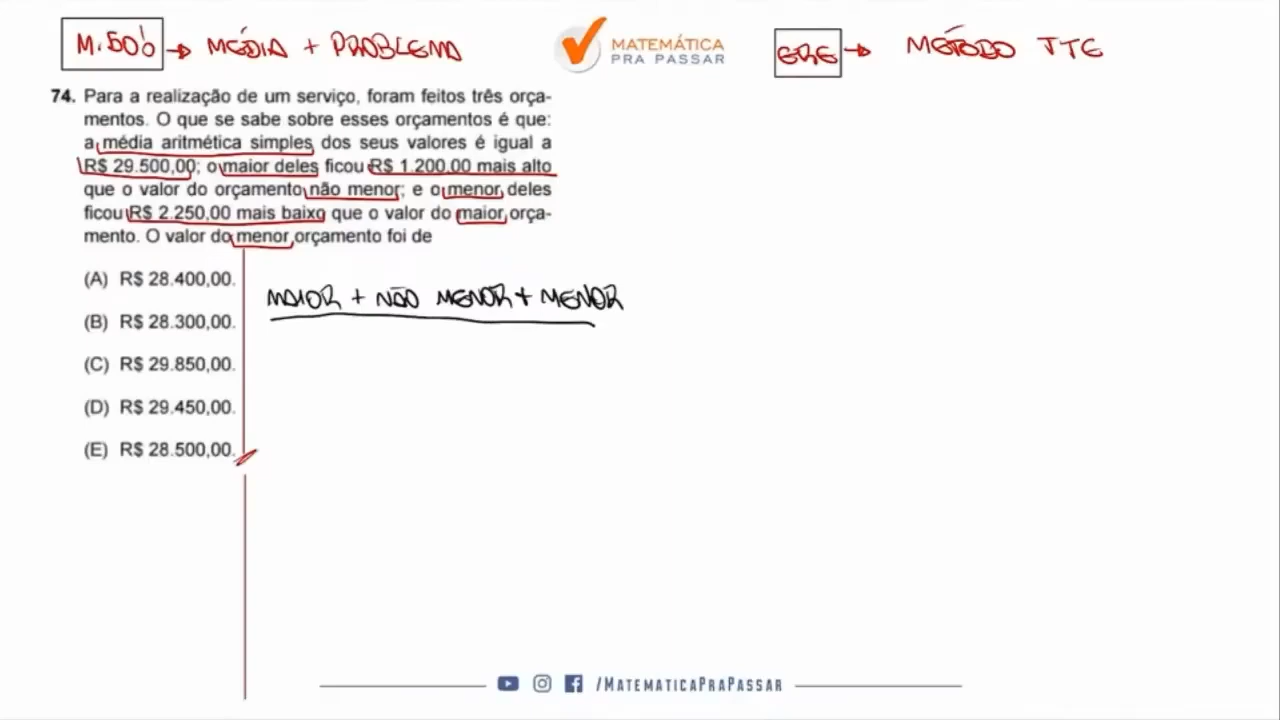 M.50% → MÉDIA + PROBLEMA
MATEMÁTICA
PRA PASSAR
→ MÉTODO TTE
74. Para a realização de um serviço, foram feitos três orça-
mentos. O que se sabe sobre esses orçamentos é que:
a média aritmética simples dos seus valores é igual a
R$ 29.500,00; o maior deles ficou R$ 1.200.00 mais alto
que o valor do orçamento não menor; e o menor deles
ficou R$ 2.250,00 mais baixo que o valor do maior orça-
mento. O valor do menor orçamento foi de
(A) R$ 28.400,00.
(B) R$ 28.300,00.
(C) R$ 29.850,00.
(D) R$ 29.450,00.
(E) R$ 28.500,00.
MAIOR + NÃO MENOR + MENOR
/MATEMATICAPRAPASSAR